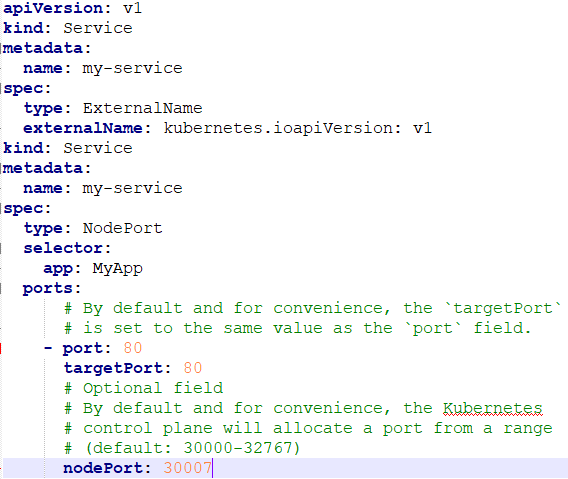 apiVersion: v1
kind: Service
metadata:
  name: my-service
spec:
  type: ExternalName
  externalName: kubernetes.ioapiVersion: v1
kind: Service
metadata:
  name: my-service
spec:
  type: NodePort
  selector:
    app: MyApp
  ports:
      # By default and for convenience, the `targetPort`
      # is set to the same value as the `port` field.
    - port: 80
      targetPort: 80
      # Optional field
      # By default and for convenience, the Kubernetes
      # control plane will allocate a port from a range
      # (default: 30000-32767)
      nodePort: 30007